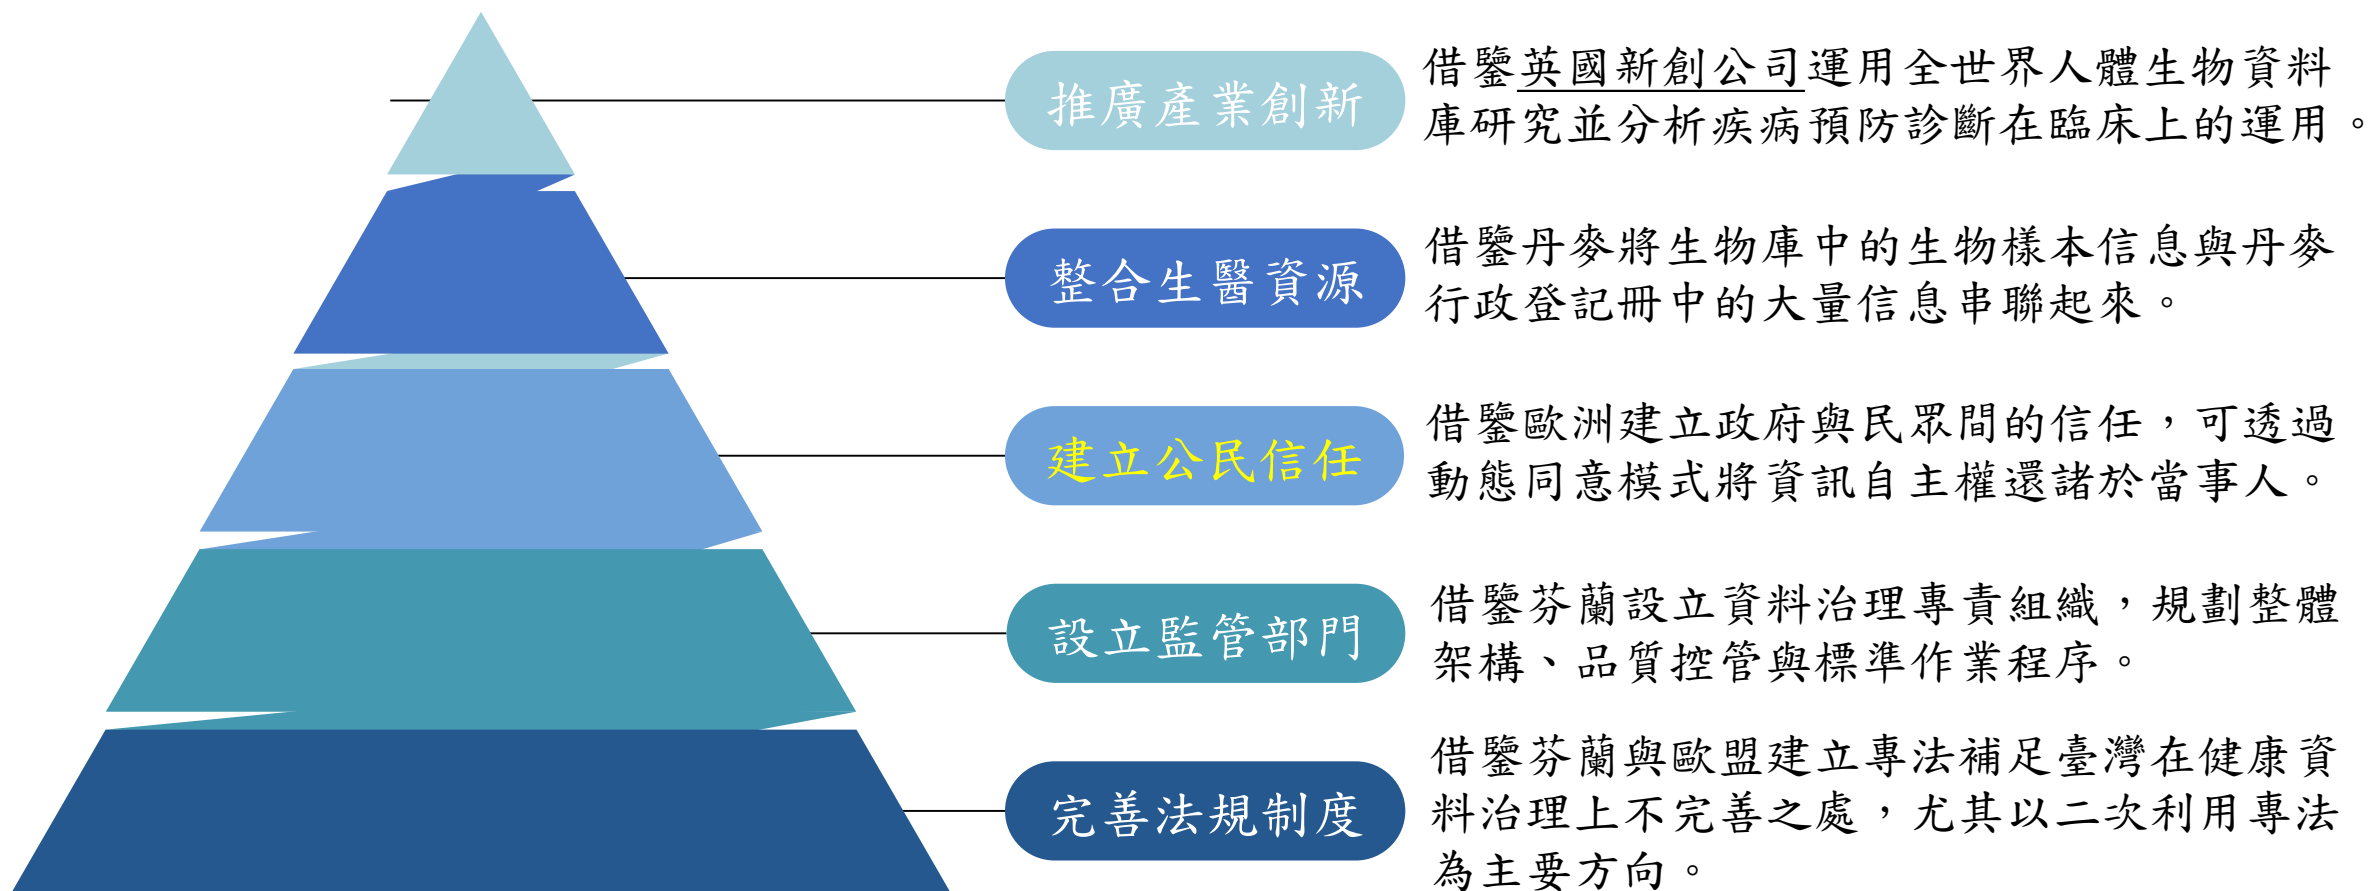 推廣產業創新
借鑒英國新創公司運用全世界人體生物資料
庫研究並分析疾病預防診斷在臨床上的運用。
整合生醫資源
借鑒丹麥將生物庫中的生物樣本信息與丹麥
行政登記冊中的大量信息串聯起來。
建立公民信任
借鑒歐洲建立政府與民眾間的信任，可透過
動態同意模式將資訊自主權還諸於當事人。
設立監管部門
借鑒芬蘭設立資料治理專責組織，規劃整體
架構、品質控管與標準作業程序。
完善法規制度
借鑒芬蘭與歐盟建立專法補足臺灣在健康資
料治理上不完善之處，尤其以二次利用專法
為主要方向。